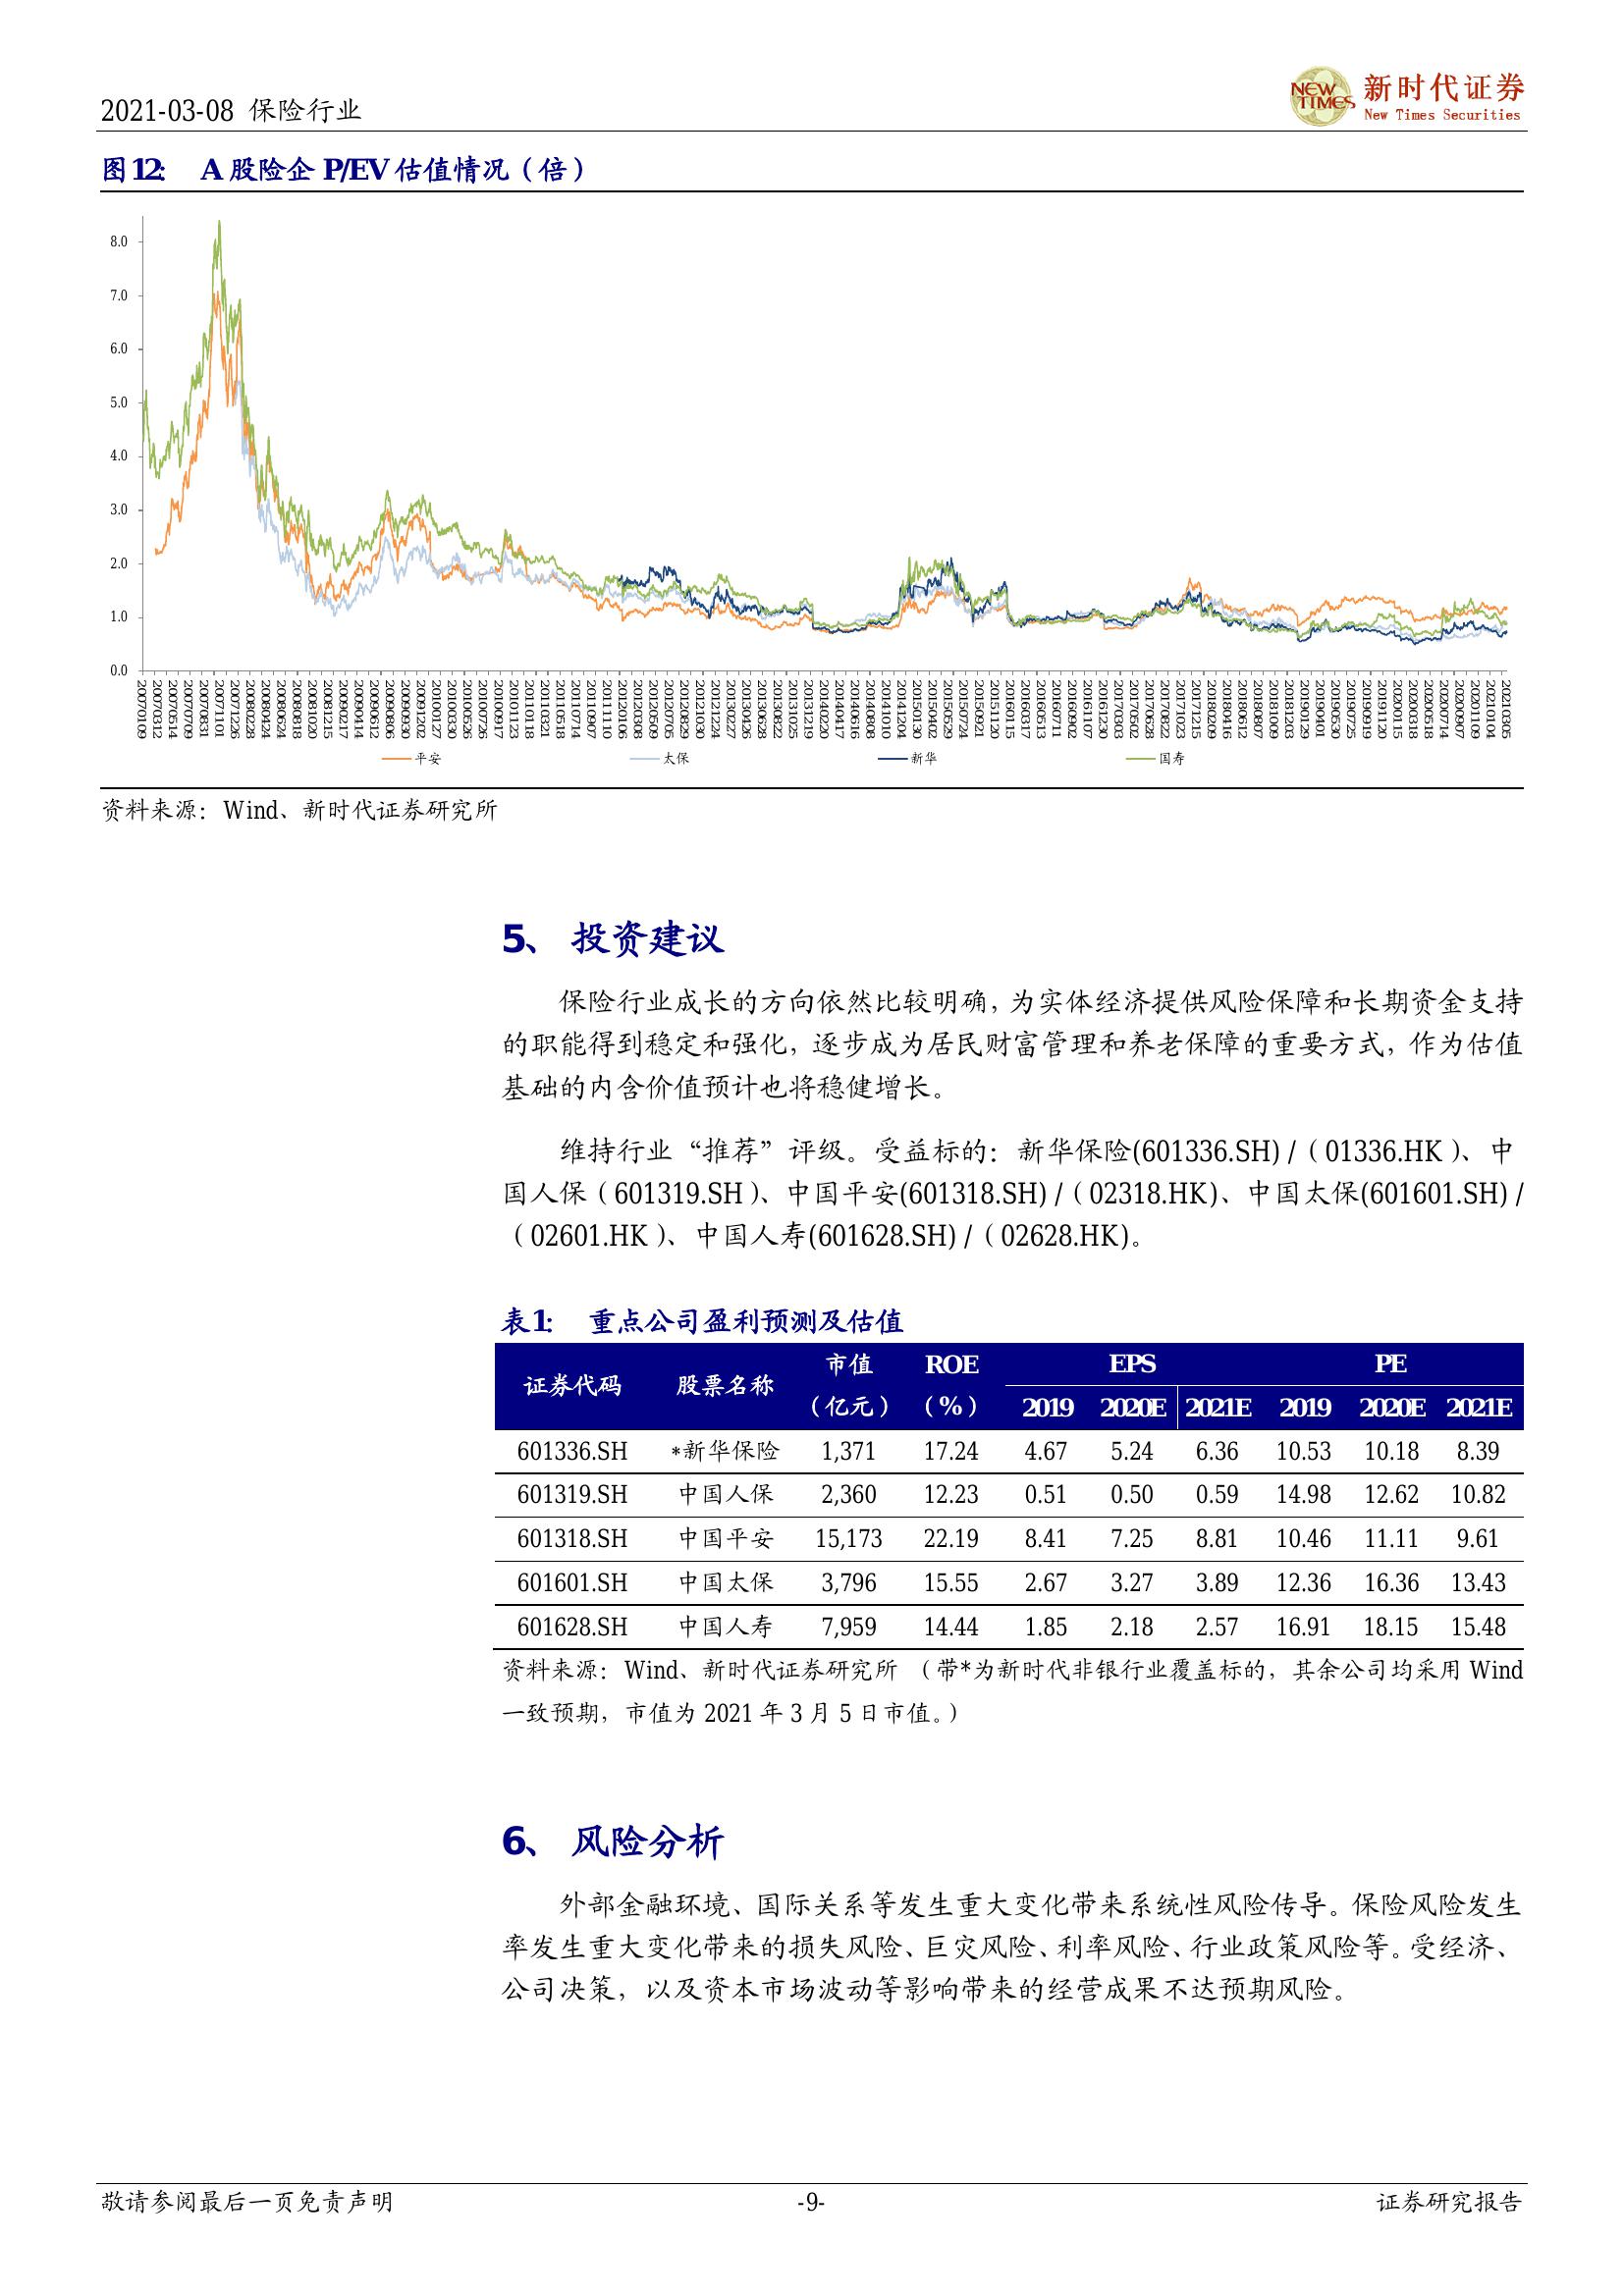 2021-03-08 保险行业
NEW TIMES
新时代证券
New Times Securities
图12: A 股险企 P/EV 估值情况（倍）
8.0
7.0
6.0
5.0
4.0
3.0
2.0
1.0
0.0
20070109 20070312 20070514 20070709 20070831 20071101 20071226 20080228 20080424 20080624 20080818 20081020 20081215 20090217 20090414 20090612 20090806 20090930 20091202 20100127 20100330 20100526 20100726 20100917 20101123 20110118 20110321 20110518 20110714 20110907 20111110 20120106 20120308 20120509 20120705 20120829 20121030 20121224 20130227 20130426 20130628 20130822 20131025 20131219 20140220 20140417 20140616 20140808 20141010 20141204 20150130 20150402 20150529 20150724 20150921 20151120 20160115 20160317 20160513 20160711 20160902 20161107 20161230 20170303 20170502 20170628 20170822 20171023 20171215 20180209 20180416 20180612 20180807 20181009 20181203 20190129 20190401 20190530 20190725 20190919 20191120 20200115 20200318 20200518 20200714 20200907 20201109 20210104 20210305
平安 太保 新华 国寿
资料来源：Wind、新时代证券研究所
5、 投资建议
保险行业成长的方向依然比较明确，为实体经济提供风险保障和长期资金支持
的职能得到稳定和强化，逐步成为居民财富管理和养老保障的重要方式，作为估值
基础的内含价值预计也将稳健增长。
维持行业“推荐”评级。受益标的：新华保险(601336.SH) /（01336.HK）、中
国人保（601319.SH）、中国平安(601318.SH) /（02318.HK)、中国太保(601601.SH) /
（02601.HK）、中国人寿(601628.SH) /（02628.HK)。
表1: 重点公司盈利预测及估值
证券代码 股票名称 市值（亿元） ROE（%） EPS PE
2019 2020E 2021E 2019 2020E 2021E
601336.SH *新华保险 1,371 17.24 4.67 5.24 6.36 10.53 10.18 8.39
601319.SH 中国人保 2,360 12.23 0.51 0.50 0.59 14.98 12.62 10.82
601318.SH 中国平安 15,173 22.19 8.41 7.25 8.81 10.46 11.11 9.61
601601.SH 中国太保 3,796 15.55 2.67 3.27 3.89 12.36 16.36 13.43
601628.SH 中国人寿 7,959 14.44 1.85 2.18 2.57 16.91 18.15 15.48
资料来源：Wind、新时代证券研究所 （带*为新时代非银行业覆盖标的，其余公司均采用 Wind
一致预期，市值为 2021 年 3 月 5 日市值。）
6、 风险分析
外部金融环境、国际关系等发生重大变化带来系统性风险传导。保险风险发生
率发生重大变化带来的损失风险、巨灾风险、利率风险、行业政策风险等。受经济、
公司决策，以及资本市场波动等影响带来的经营成果不达预期风险。
敬请参阅最后一页免责声明 -9- 证券研究报告